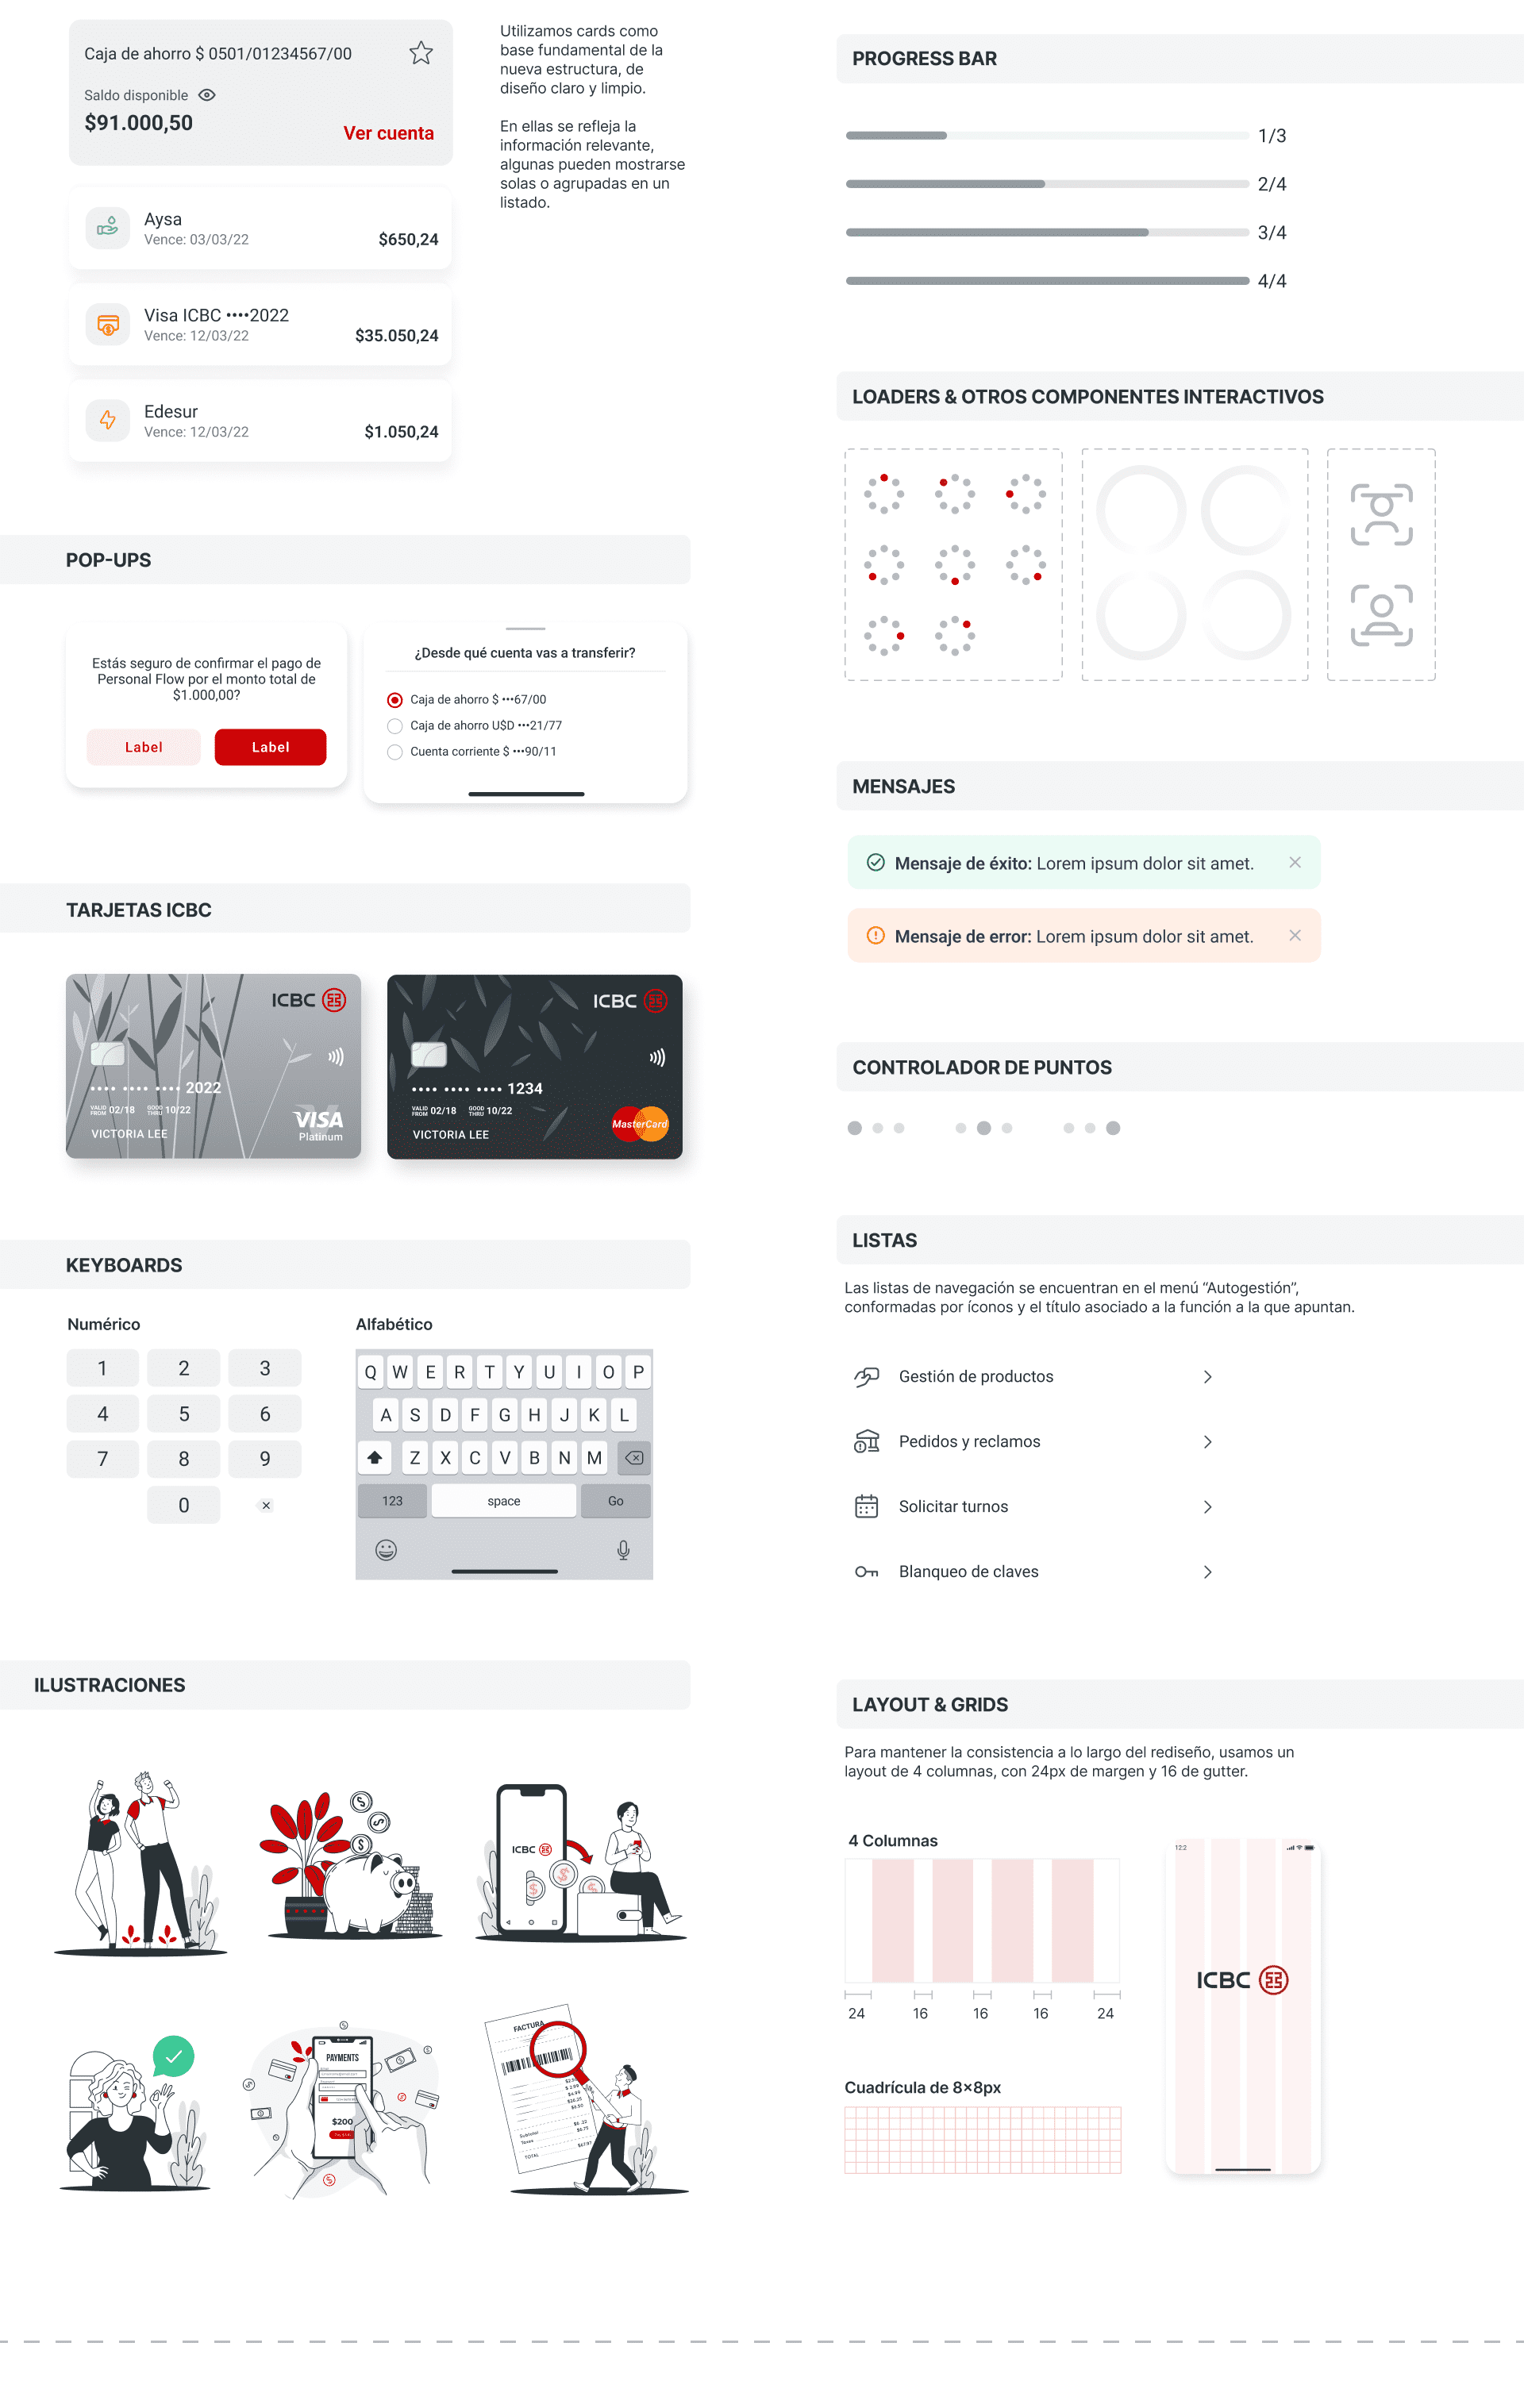 Caja de ahorro $ 0501/01234567/00
Saldo disponible
$91.000,50
Ver cuenta
Aysa
Vence: 03/03/22
$650,24
Visa ICBC ••••2022
Vence: 12/03/22
$35.050,24
Edesur
Vence: 12/03/22
$1.050,24
Utilizamos cards como
base fundamental de la
nueva estructura, de
diseño claro y limpio.
En ellas se refleja la
información relevante,
algunas pueden mostrarse
solas o agrupadas en un
listado.
POP-UPS
Estás seguro de confirmar el pago de
Personal Flow por el monto total de
$1.000,00?
Label
Label
¿Desde qué cuenta vas a transferir?
Caja de ahorro $ •••67/00
Caja de ahorro U$D •••21/77
Cuenta corriente $ •••90/11
TARJETAS ICBC
ICBC
•••• •••• •••• 2022
VALID FROM 02/18 GOOD THRU 10/22
VICTORIA LEE
VISA
Platinum
ICBC
•••• •••• •••• 1234
VALID FROM 02/18 GOOD THRU 10/22
VICTORIA LEE
MasterCard
KEYBOARDS
Numérico
1 2 3
4 5 6
7 8 9
0
Alfabético
Q W E R T Y U I O P
A S D F G H J K L
Z X C V B N M
123 space Go
ILUSTRACIONES
ICBC
$ $ $
$ $ $
PAYMENTS
$200
FACTURA
Subtotal
Taxes
TOTAL
PROGRESS BAR
1/3
2/4
3/4
4/4
LOADERS & OTROS COMPONENTES INTERACTIVOS
MENSAJES
Mensaje de éxito: Lorem ipsum dolor sit amet.
Mensaje de error: Lorem ipsum dolor sit amet.
CONTROLADOR DE PUNTOS
LISTAS
Las listas de navegación se encuentran en el menú “Autogestión”,
conformadas por íconos y el título asociado a la función a la que apuntan.
Gestión de productos
Pedidos y reclamos
Solicitar turnos
Blanqueo de claves
LAYOUT & GRIDS
Para mantener la consistencia a lo largo del rediseño, usamos un
layout de 4 columnas, con 24px de margen y 16 de gutter.
4 Columnas
24 16 16 16 24
Cuadrícula de 8×8px
12:2
ICBC